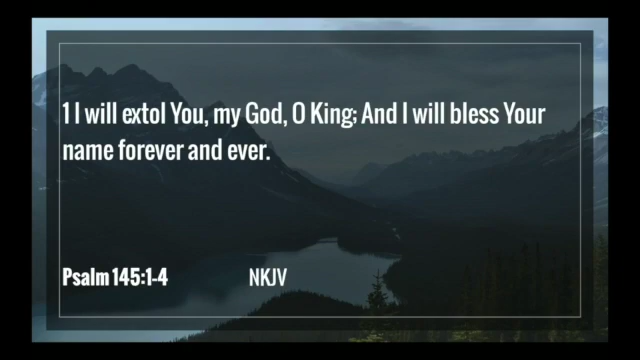 1 I will extol You, my God, O King; And I will bless Your
name forever and ever.
Psalm 145:1-4 NKJV